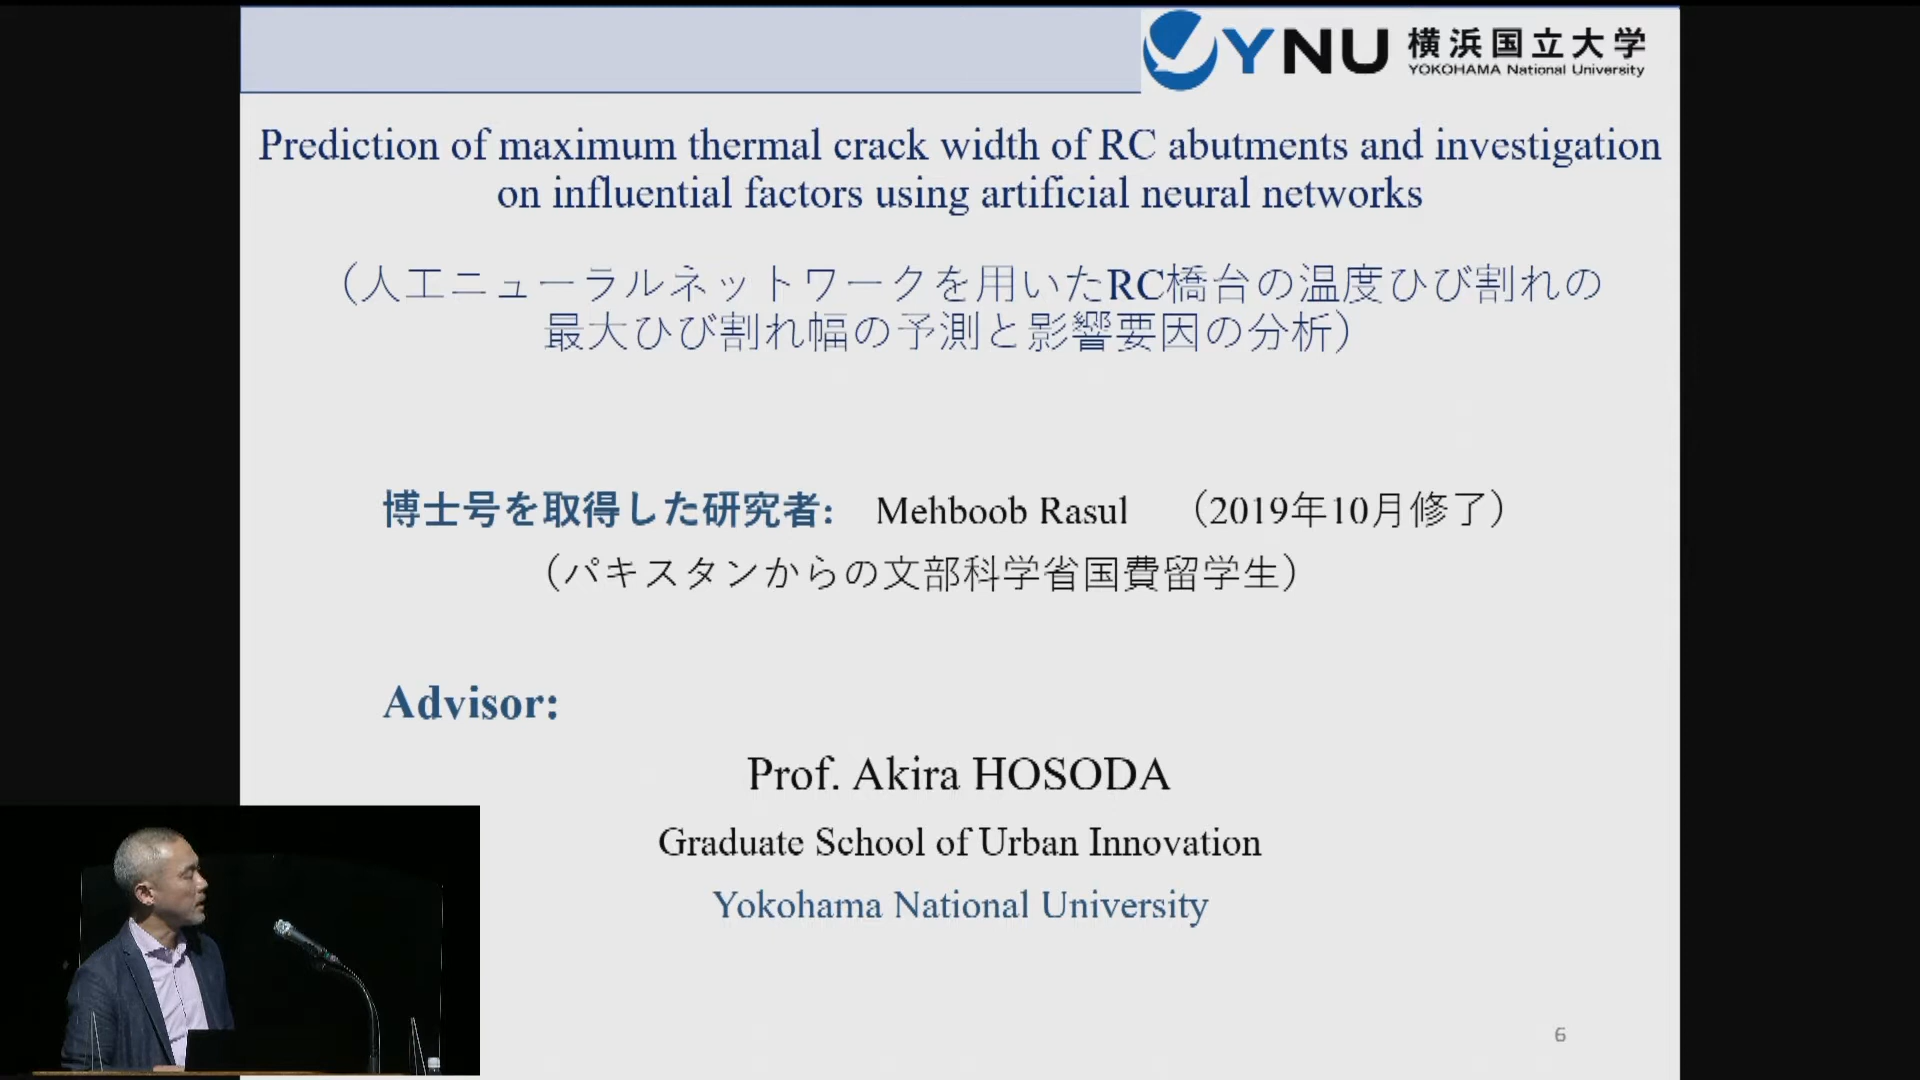 YNU 横浜国立大学
YOKOHAMA National University
Prediction of maximum thermal crack width of RC abutments and investigation
on influential factors using artificial neural networks
（人工ニューラルネットワークを用いたRC橋台の温度ひび割れの
最大ひび割れ幅の予測と影響要因の分析）
博士号を取得した研究者: Mehboob Rasul （2019年10月修了）
（パキスタンからの文部科学省国費留学生）
Advisor:
Prof. Akira HOSODA
Graduate School of Urban Innovation
Yokohama National University
6